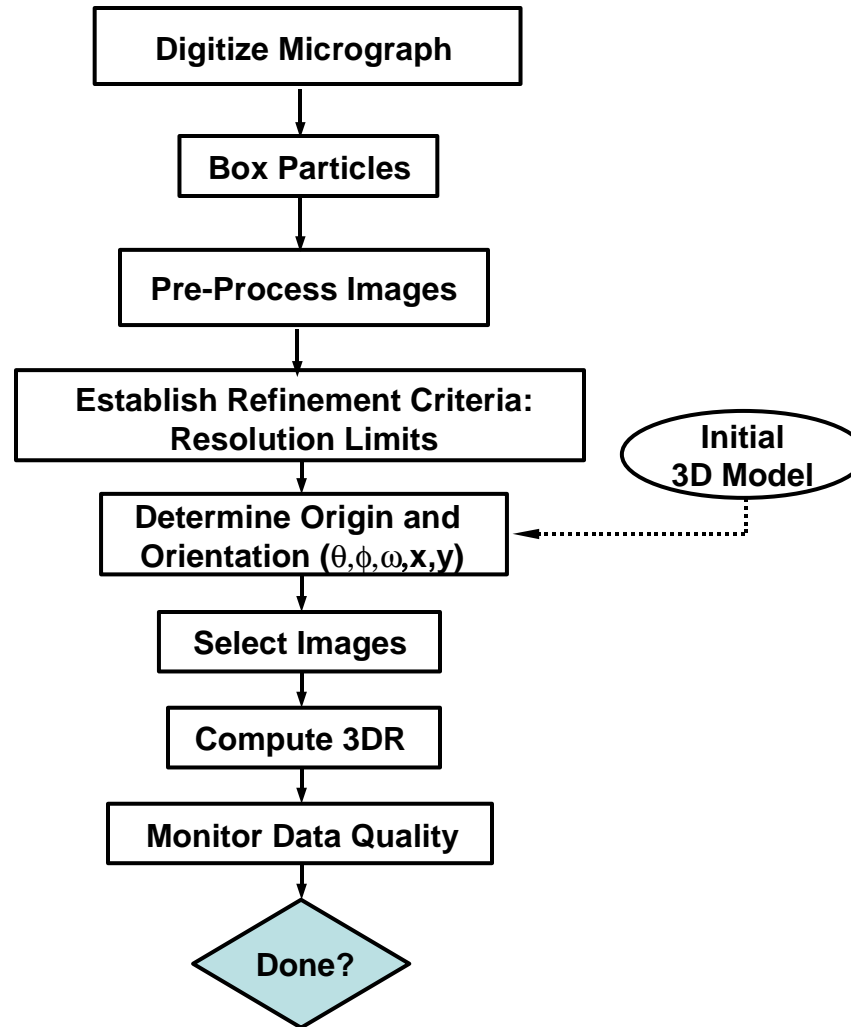 Digitize Micrograph
Box Particles
Pre-Process Images
Establish Refinement Criteria:
Resolution Limits
Initial
3D Model
Determine Origin and
Orientation (θ,ϕ,ω,x,y)
Select Images
Compute 3DR
Monitor Data Quality
Done?